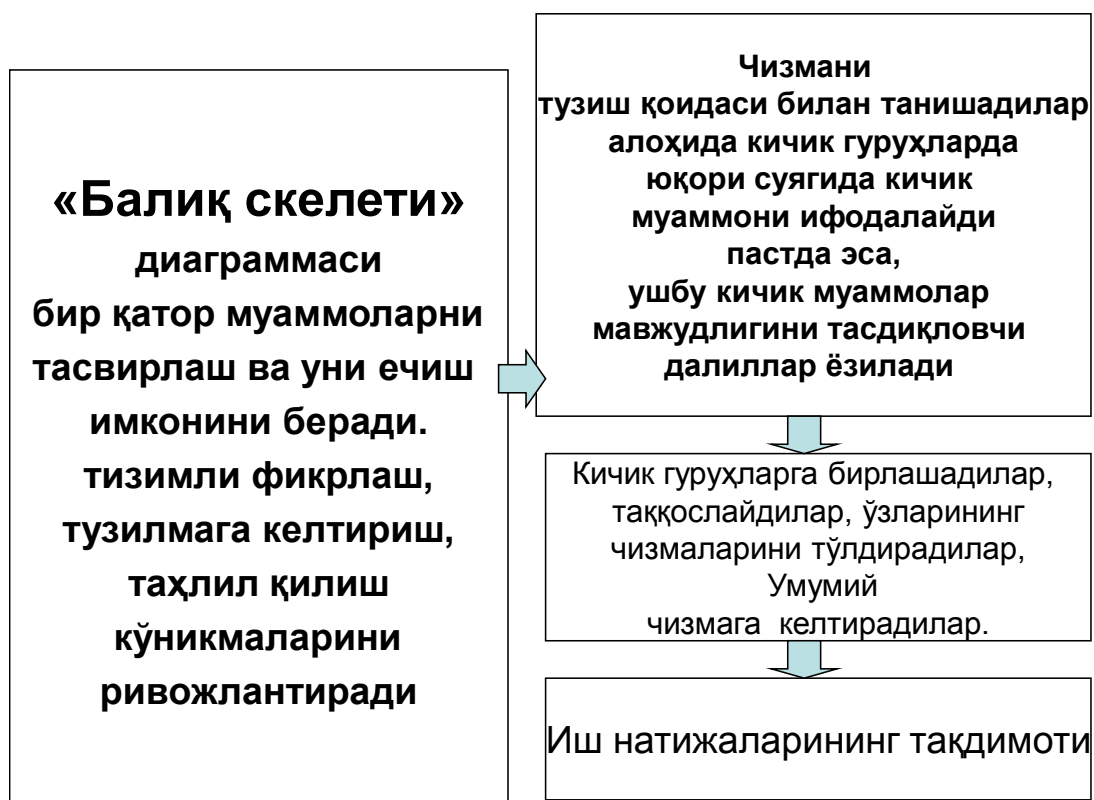 «Балиқ скелети»
диаграммаси
бир қатор муаммоларни
тасвирлаш ва уни ечиш
имконини беради.
тизимли фикрлаш,
тузилмага келтириш,
таҳлил қилиш
кўникмаларини
ривожлантиради
Чизмани
тузиш қоидаси билан танишадилар
алоҳида кичик гуруҳларда
юқори суягида кичик
муаммони ифодалайди
пастда эса,
ушбу кичик муаммолар
мавжудлигини тасдиқловчи
далиллар ёзилади
Кичик гуруҳларга бирлашадилар,
таққослайдилар, ўзларининг
чизмаларини тўлдирадилар,
Умумий
чизмага келтирадилар.
Иш натижаларининг тақдимоти